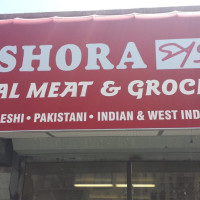 SHORA
AL MEAT & GROC
ESHI • PAKISTANI • INDIAN & WEST IND